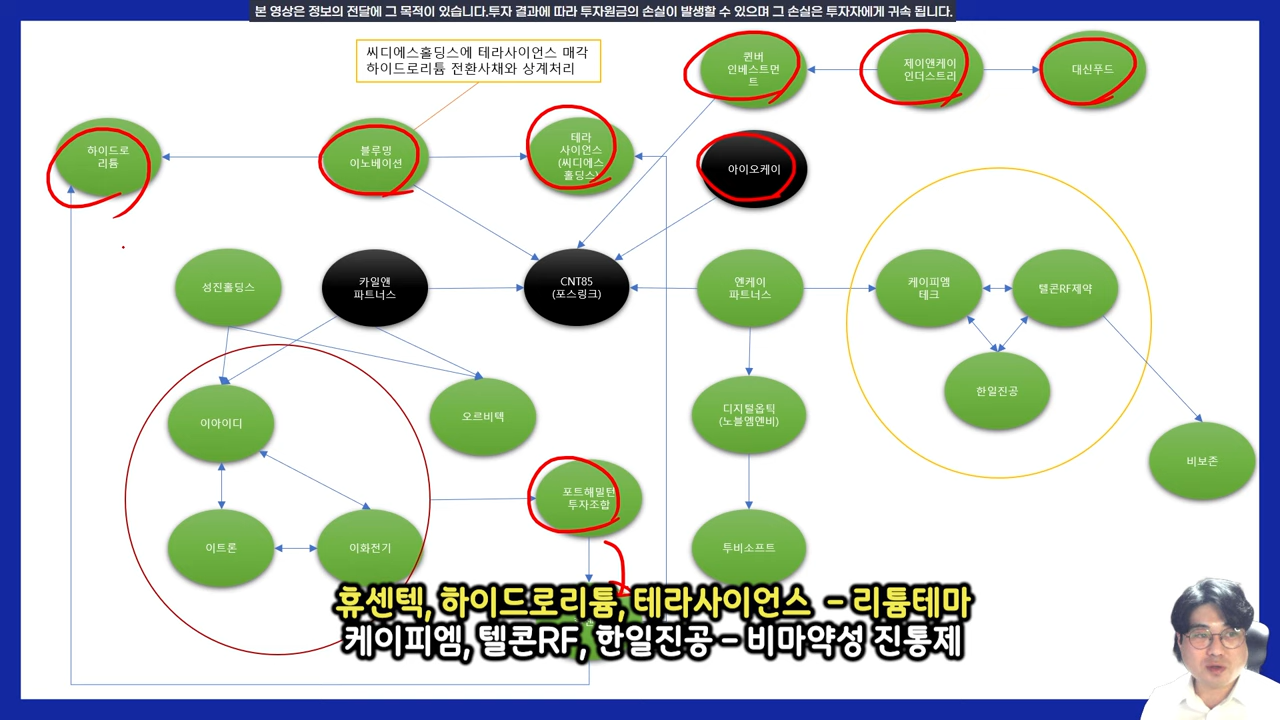 본 영상은 정보의 전달에 그 목적이 있습니다.투자 결과에 따라 투자원금의 손실이 발생할 수 있으며 그 손실은 투자자에게 귀속 됩니다.
씨디에스홀딩스에 테라사이언스 매각
하이드로리튬 전환사채와 상계처리
퀀버
인베스트먼
트
제이앤케이
인더스트리
대신푸드
하이드로
리튬
블루밍
이노베이션
테라
사이언스
(씨디에스
홀딩스)
아이오케이
섬진홀딩스
카일앤
파트너스
CNT85
(포스링크)
엔케이
파트너스
케이피엠
테크
텔콘RF제약
한일진공
이아이디
오르비텍
디지털옵틱
(노블엠앤비)
비보존
포트해밀턴
투자조합
이트론
이화전기
투비소프트
휴센텍, 하이드로리튬, 테라사이언스 - 리튬테마
케이피엠, 텔콘RF, 한일진공 - 비마약성 진통제